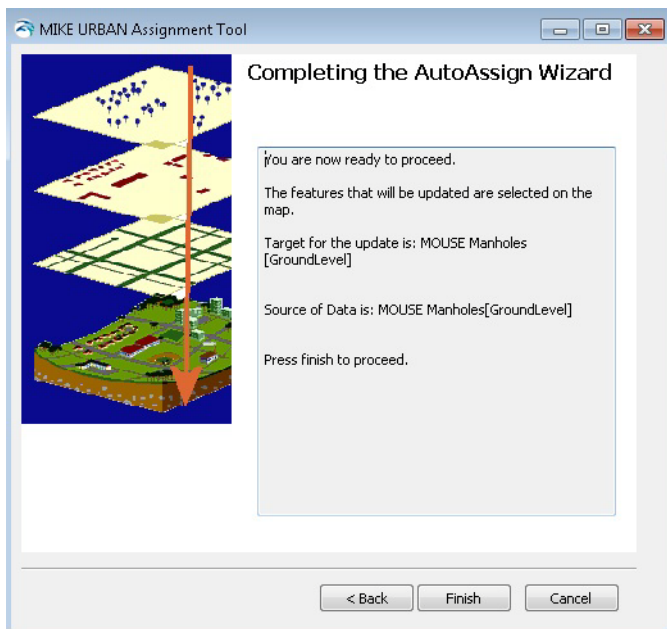 MIKE URBAN Assignment Tool
Completing the AutoAssign Wizard
You are now ready to proceed.
The features that will be updated are selected on the
map.
Target for the update is: MOUSE Manholes
[GroundLevel]
Source of Data is: MOUSE Manholes[GroundLevel]
Press finish to proceed.
< Back
Finish
Cancel